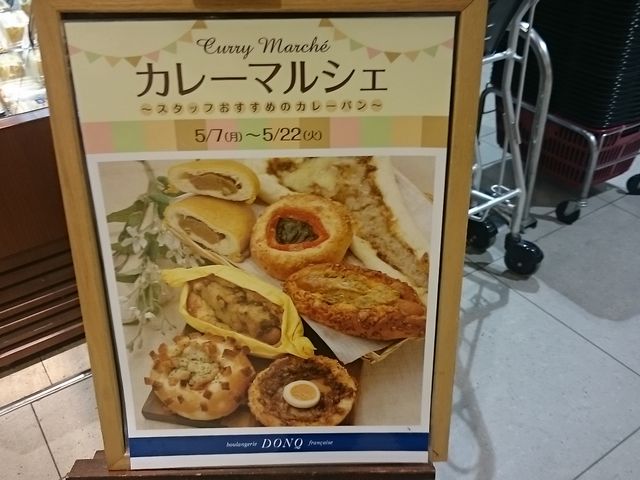 Curry Marché
カレーマルシェ
～スタッフおすすめのカレーパン～
5/7(月)～5/22(火)
boulangerie DONQ française